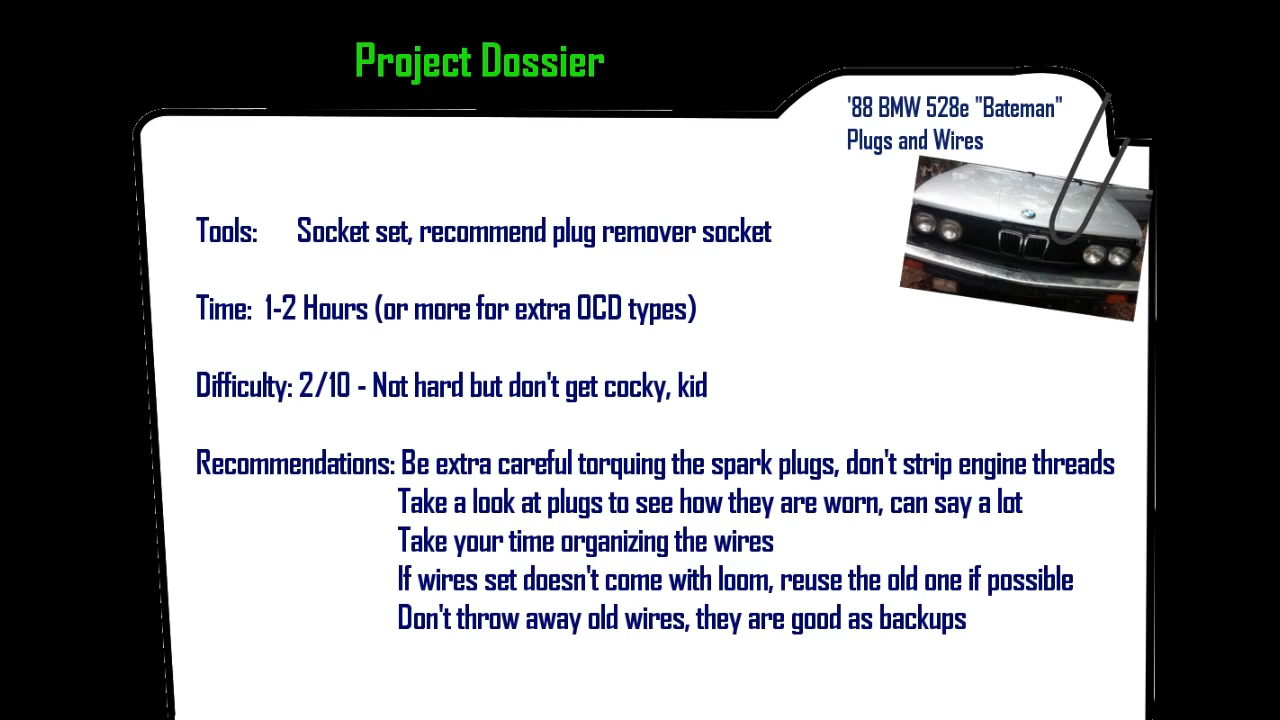 Project Dossier
'88 BMW 528e "Bateman"
Plugs and Wires
Tools: Socket set, recommend plug remover socket
Time: 1-2 Hours (or more for extra OCD types)
Difficulty: 2/10 - Not hard but don't get cocky, kid
Recommendations: Be extra careful torquing the spark plugs, don't strip engine threads
Take a look at plugs to see how they are worn, can say a lot
Take your time organizing the wires
If wires set doesn't come with loom, reuse the old one if possible
Don't throw away old wires, they are good as backups